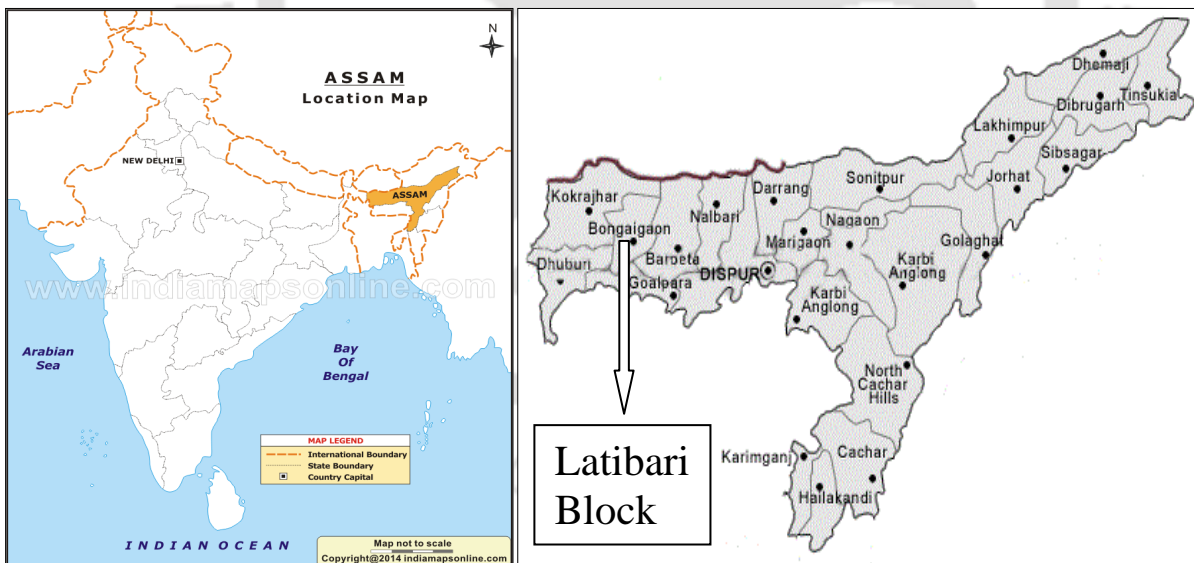 N
ASSAM
Location Map
NEW DELHI
ASSAM
www.indiamapsonline.com
Arabian
Sea
Bay
Of
Bengal
MAP LEGEND
International Boundary
State Boundary
Country Capital
INDIAN OCEAN
Map not to scale
Copyright@2014 indiamapsonline.com
Dhemaji
Tinsukia
Dibrugarh
Lakhimpur
Sibsagar
Jorhat
Sonitpur
Darrang
Kokrajhar
Nalbari
Nagaon
Bongaigaon
Marigaon
Golaghat
Barpeta
Karbi
Anglong
Dhuburi
DISPUR
Goalpara
Karbi
Anglong
North
Cachar
Hills
Latibari
Block
Karimganj
Cachar
Hailakandi